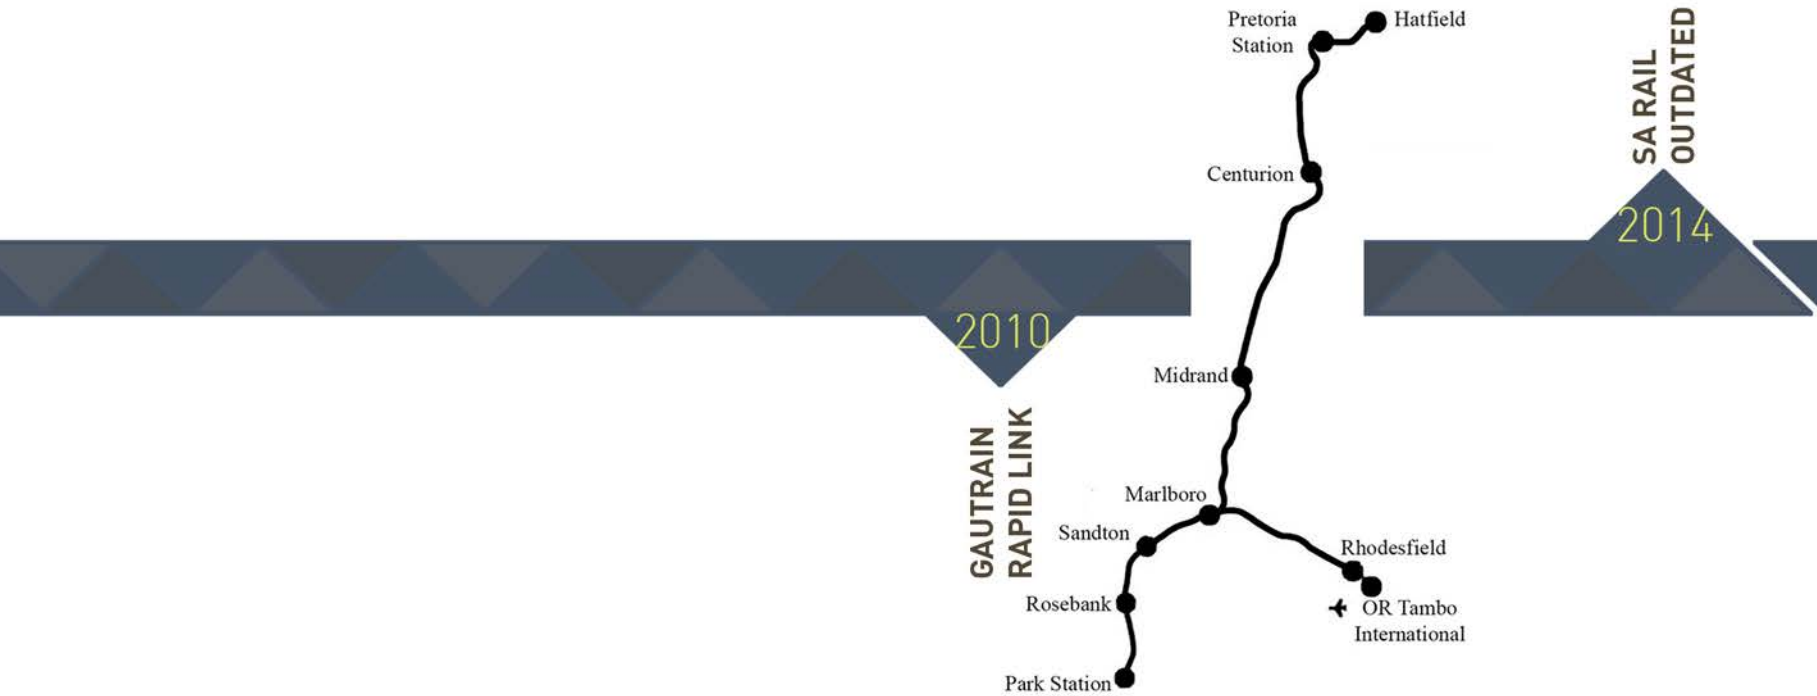 Pretoria
Station
Hatfield
SA RAIL
OUTDATED
Centurion
2014
2010
GAUTRAIN
RAPID LINK
Midrand
Marlboro
Sandton
Rhodesfield
Rosebank
OR Tambo
International
Park Station